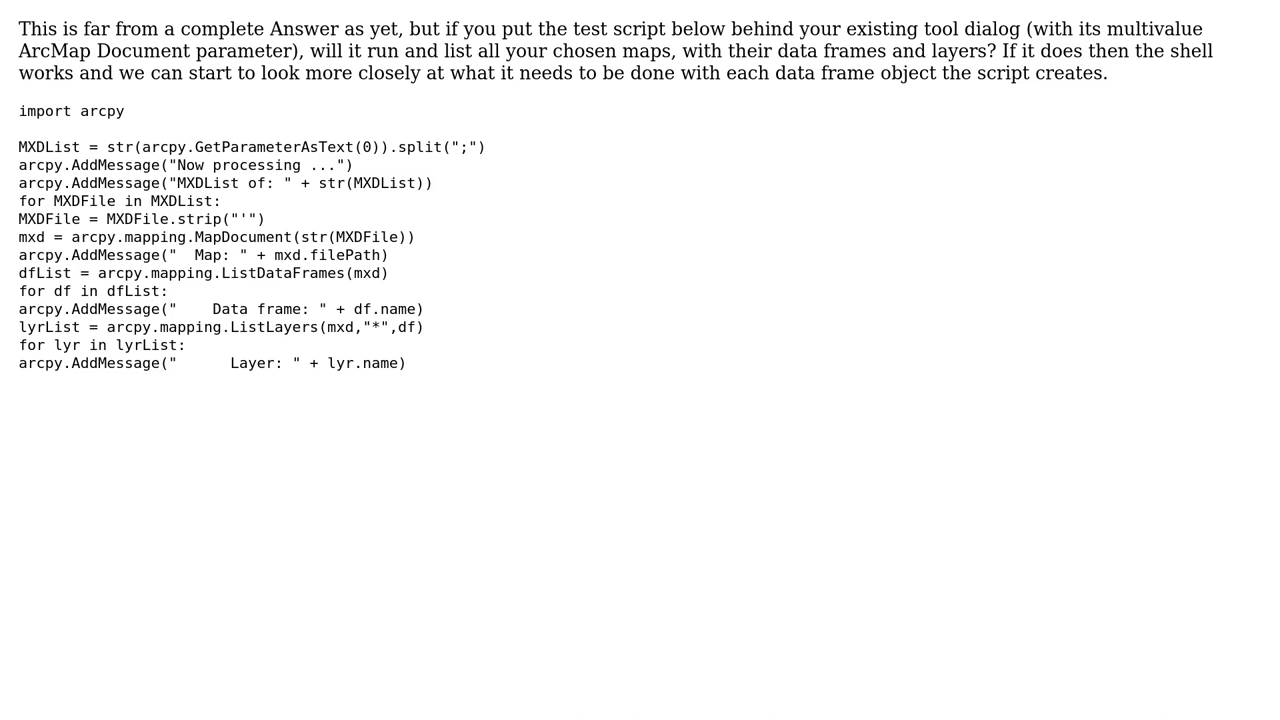 This is far from a complete Answer as yet, but if you put the test script below behind your existing tool dialog (with its multivalue
ArcMap Document parameter), will it run and list all your chosen maps, with their data frames and layers? If it does then the shell
works and we can start to look more closely at what it needs to be done with each data frame object the script creates.

import arcpy

MXDList = str(arcpy.GetParameterAsText(0)).split(";")
arcpy.AddMessage("Now processing ...")
arcpy.AddMessage("MXDList of: " + str(MXDList))
for MXDFile in MXDList:
MXDFile = MXDFile.strip("'")
mxd = arcpy.mapping.MapDocument(str(MXDFile))
arcpy.AddMessage("  Map: " + mxd.filePath)
dfList = arcpy.mapping.ListDataFrames(mxd)
for df in dfList:
arcpy.AddMessage("    Data frame: " + df.name)
lyrList = arcpy.mapping.ListLayers(mxd,"*",df)
for lyr in lyrList:
arcpy.AddMessage("      Layer: " + lyr.name)